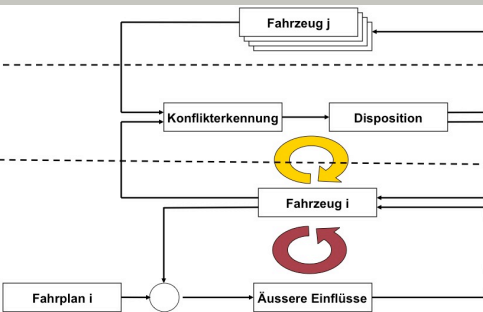 Fahrzeug j
Konflikterkennung
Disposition
Fahrzeug i
Fahrplan i
Äussere Einflüsse